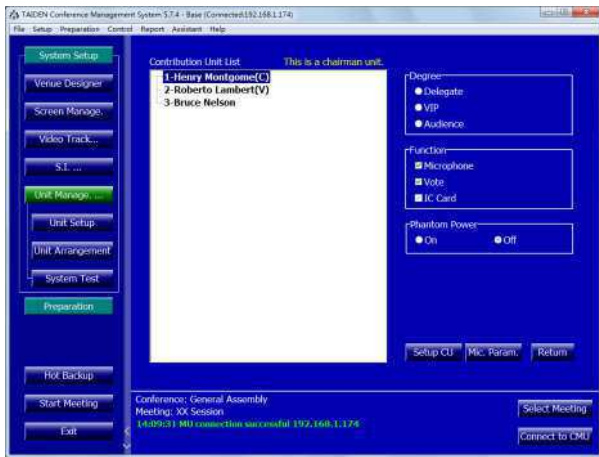 TAIDEN Conference Management System 5.7.4 - Base (Connected:192.168.1.174)
File Setup Preparation Control Report Assistant Help
System Setup
Venue Designer
Screen Manage.
Video Track...
S.I. ...
Unit Manage. ...
Unit Setup
Unit Arrangement
System Test
Preparation
Hot Backup
Start Meeting
Exit
Contribution Unit List
This is a chairman unit.
1-Henry Montgome(C)
2-Roberto Lambert(V)
3-Bruce Nelson
Degree
Delegate
VIP
Audience
Function
Microphone
Vote
IC Card
Phantom Power
On Off
Setup CU Mic. Param. Return
Conference: General Assembly
Meeting: XX Session
14:09:31 MU connection successful 192.168.1.174
Select Meeting
Connect to CMU